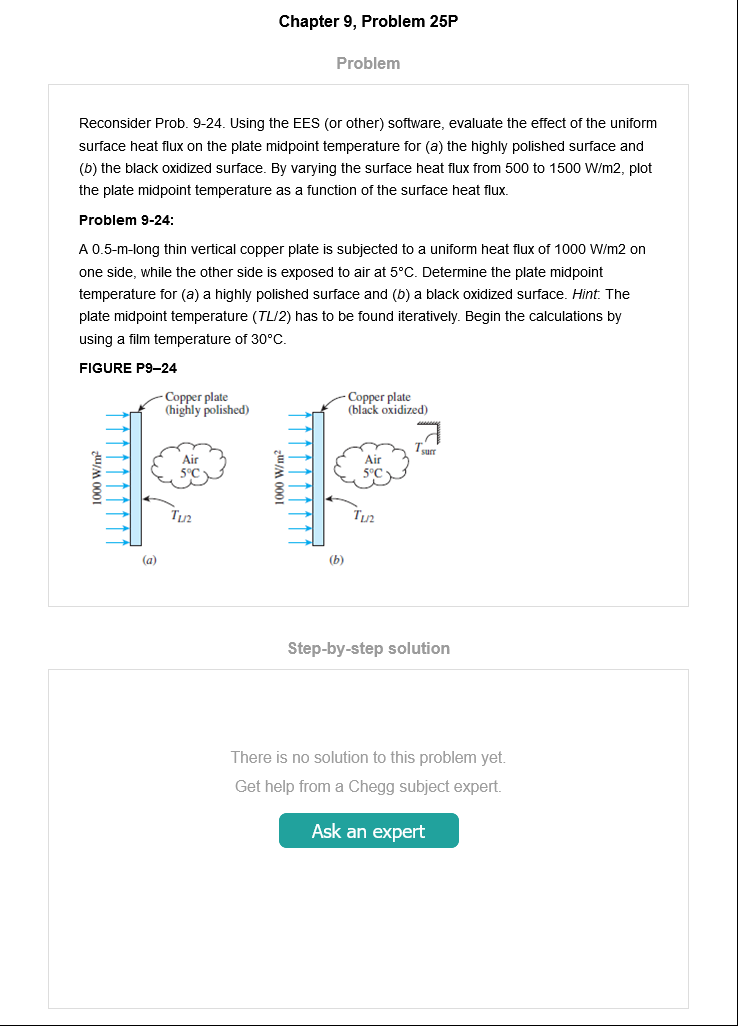 Chapter 9, Problem 25P
Problem
Reconsider Prob. 9-24. Using the EES (or other) software, evaluate the effect of the uniform
surface heat flux on the plate midpoint temperature for (a) the highly polished surface and
(b) the black oxidized surface. By varying the surface heat flux from 500 to 1500 W/m2, plot
the plate midpoint temperature as a function of the surface heat flux.
Problem 9-24:
A 0.5-m-long thin vertical copper plate is subjected to a uniform heat flux of 1000 W/m2 on
one side, while the other side is exposed to air at 5°C. Determine the plate midpoint
temperature for (a) a highly polished surface and (b) a black oxidized surface. Hint: The
plate midpoint temperature (TL/2) has to be found iteratively. Begin the calculations by
using a film temperature of 30°C.
FIGURE P9–24
Copper plate
(highly polished)
1000 W/m²
Air
5°C
TL/2
(a)
Copper plate
(black oxidized)
Tsurr
1000 W/m²
Air
5°C
TL/2
(b)
Step-by-step solution
There is no solution to this problem yet.
Get help from a Chegg subject expert.
Ask an expert